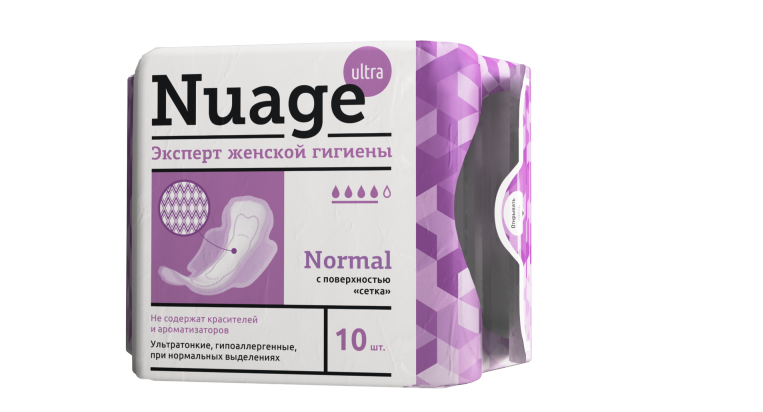 ultra
Nuage
Эксперт женской гигиены
Normal
с поверхностью
«сетка»
Не содержат красителей
и ароматизаторов
Ультратонкие, гипоаллергенные,
при нормальных выделениях
10 шт.
Открывать